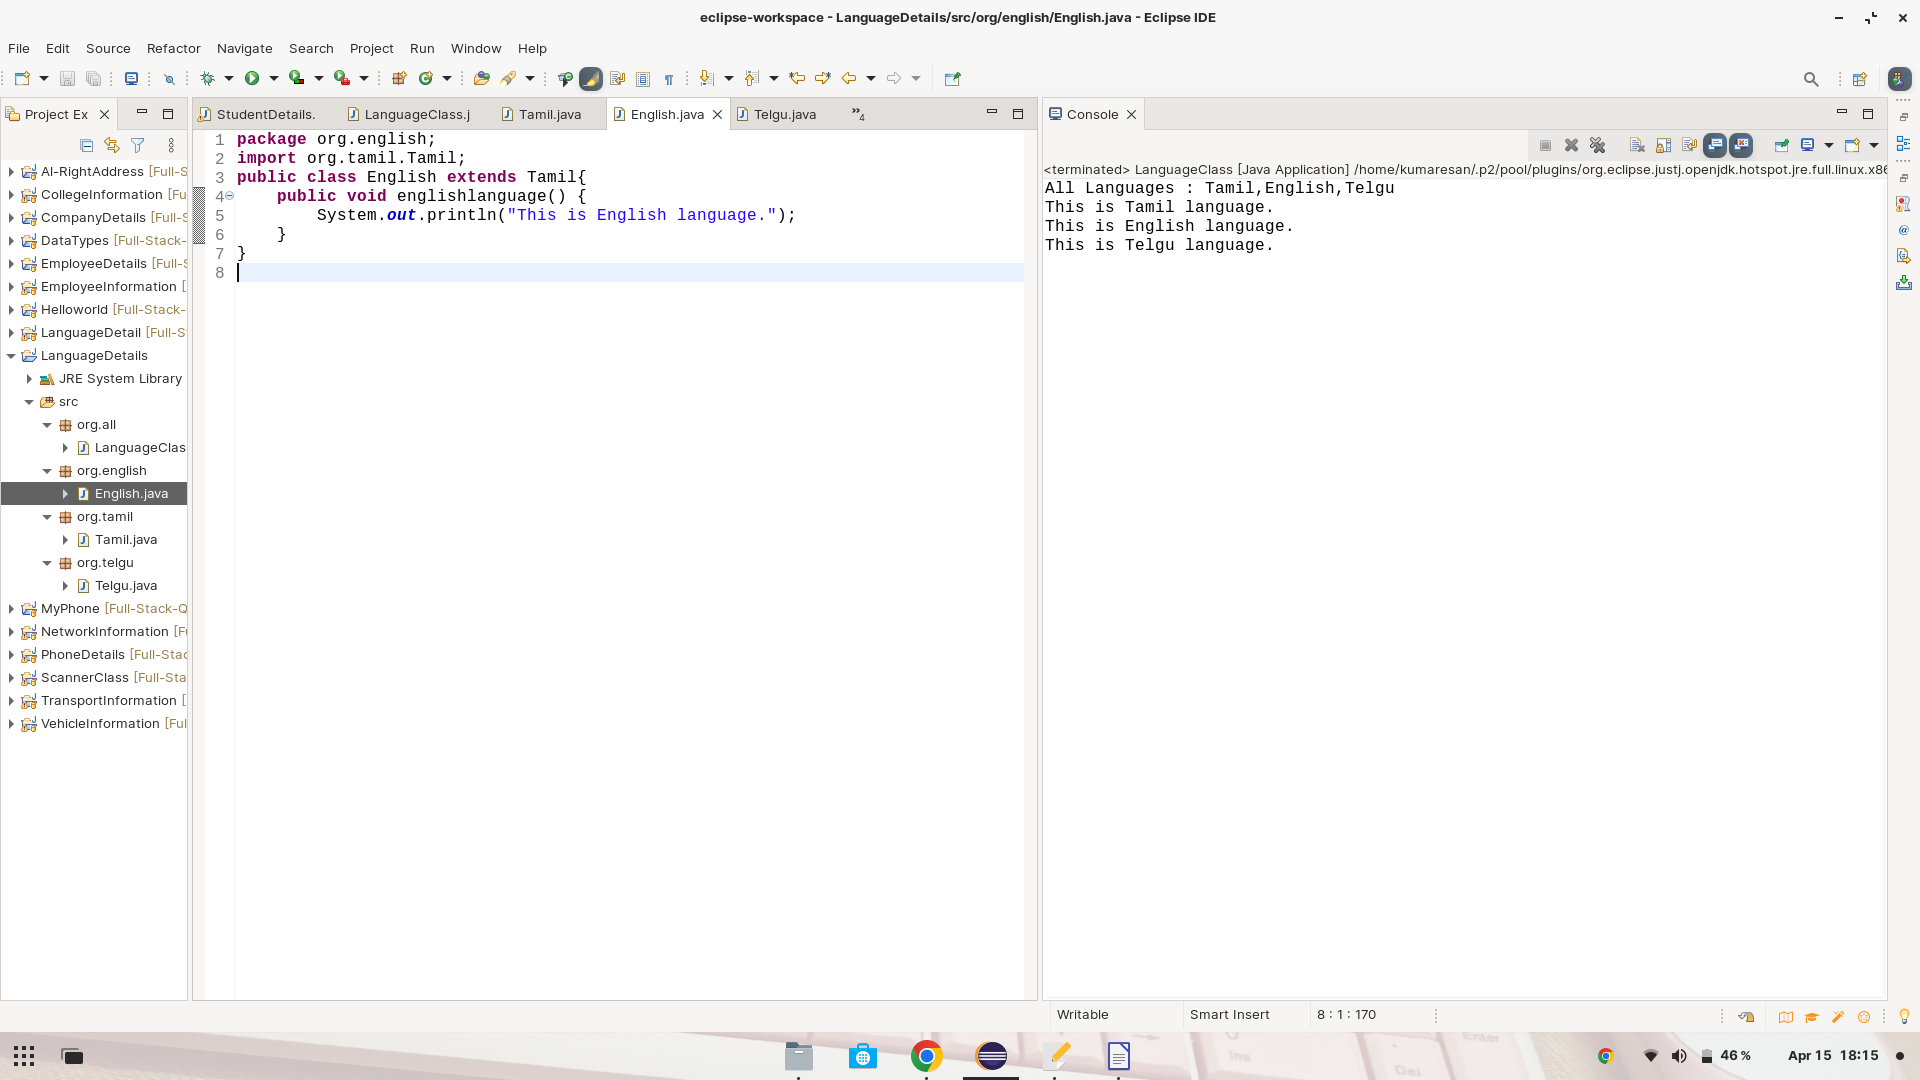 eclipse-workspace - LanguageDetails/src/org/english/English.java - Eclipse IDE
File Edit Source Refactor Navigate Search Project Run Window Help
Project Ex
AI-RightAddress [Full-S
CollegeInformation [Fu
CompanyDetails [Full-S
DataTypes [Full-Stack-
EmployeeDetails [Full-S
EmployeeInformation [
Helloworld [Full-Stack-
LanguageDetail [Full-S
LanguageDetails
JRE System Library
src
org.all
LanguageClas
org.english
English.java
org.tamil
Tamil.java
org.telgu
Telgu.java
MyPhone [Full-Stack-Q
NetworkInformation [Fu
PhoneDetails [Full-Stac
ScannerClass [Full-Sta
TransportInformation [
VehicleInformation [Ful
StudentDetails. LanguageClass.j Tamil.java English.java Telgu.java »4
1 package org.english;
2 import org.tamil.Tamil;
3 public class English extends Tamil{
4 public void englishlanguage() {
5 System.out.println("This is English language.");
6 }
7 }
8
Console
<terminated> LanguageClass [Java Application] /home/kumaresan/.p2/pool/plugins/org.eclipse.justj.openjdk.hotspot.jre.full.linux.x86
All Languages : Tamil,English,Telgu
This is Tamil language.
This is English language.
This is Telgu language.
Writable Smart Insert 8 : 1 : 170
46 % Apr 15 18:15